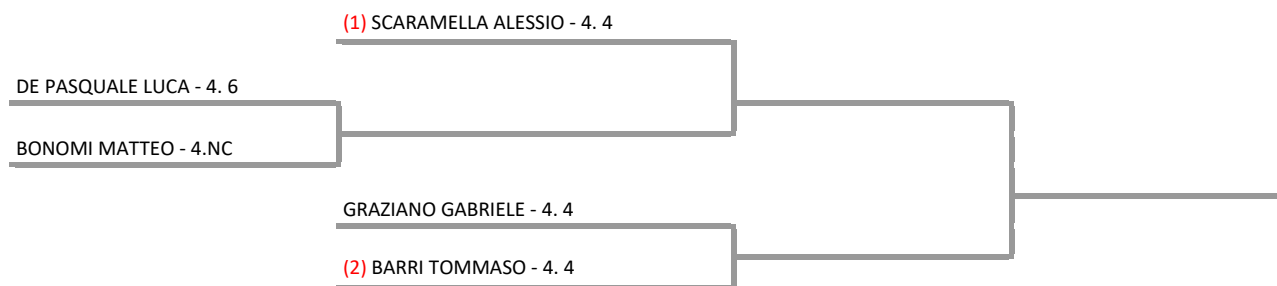 (1) SCARAMELLA ALESSIO - 4. 4
DE PASQUALE LUCA - 4. 6
BONOMI MATTEO - 4.NC
GRAZIANO GABRIELE - 4. 4
(2) BARRI TOMMASO - 4. 4